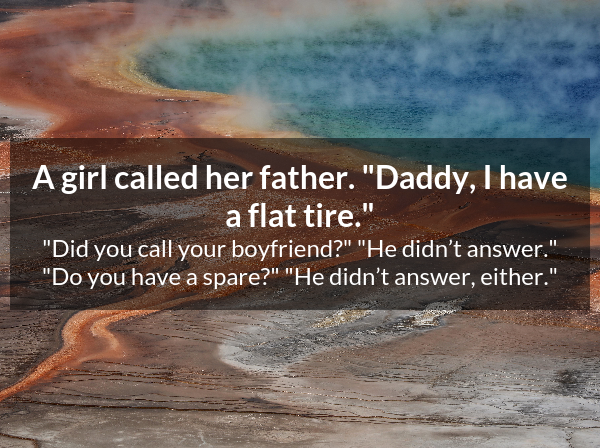 A girl called her father. "Daddy, I have
a flat tire."
"Did you call your boyfriend?" "He didn’t answer."
"Do you have a spare?" "He didn’t answer, either."